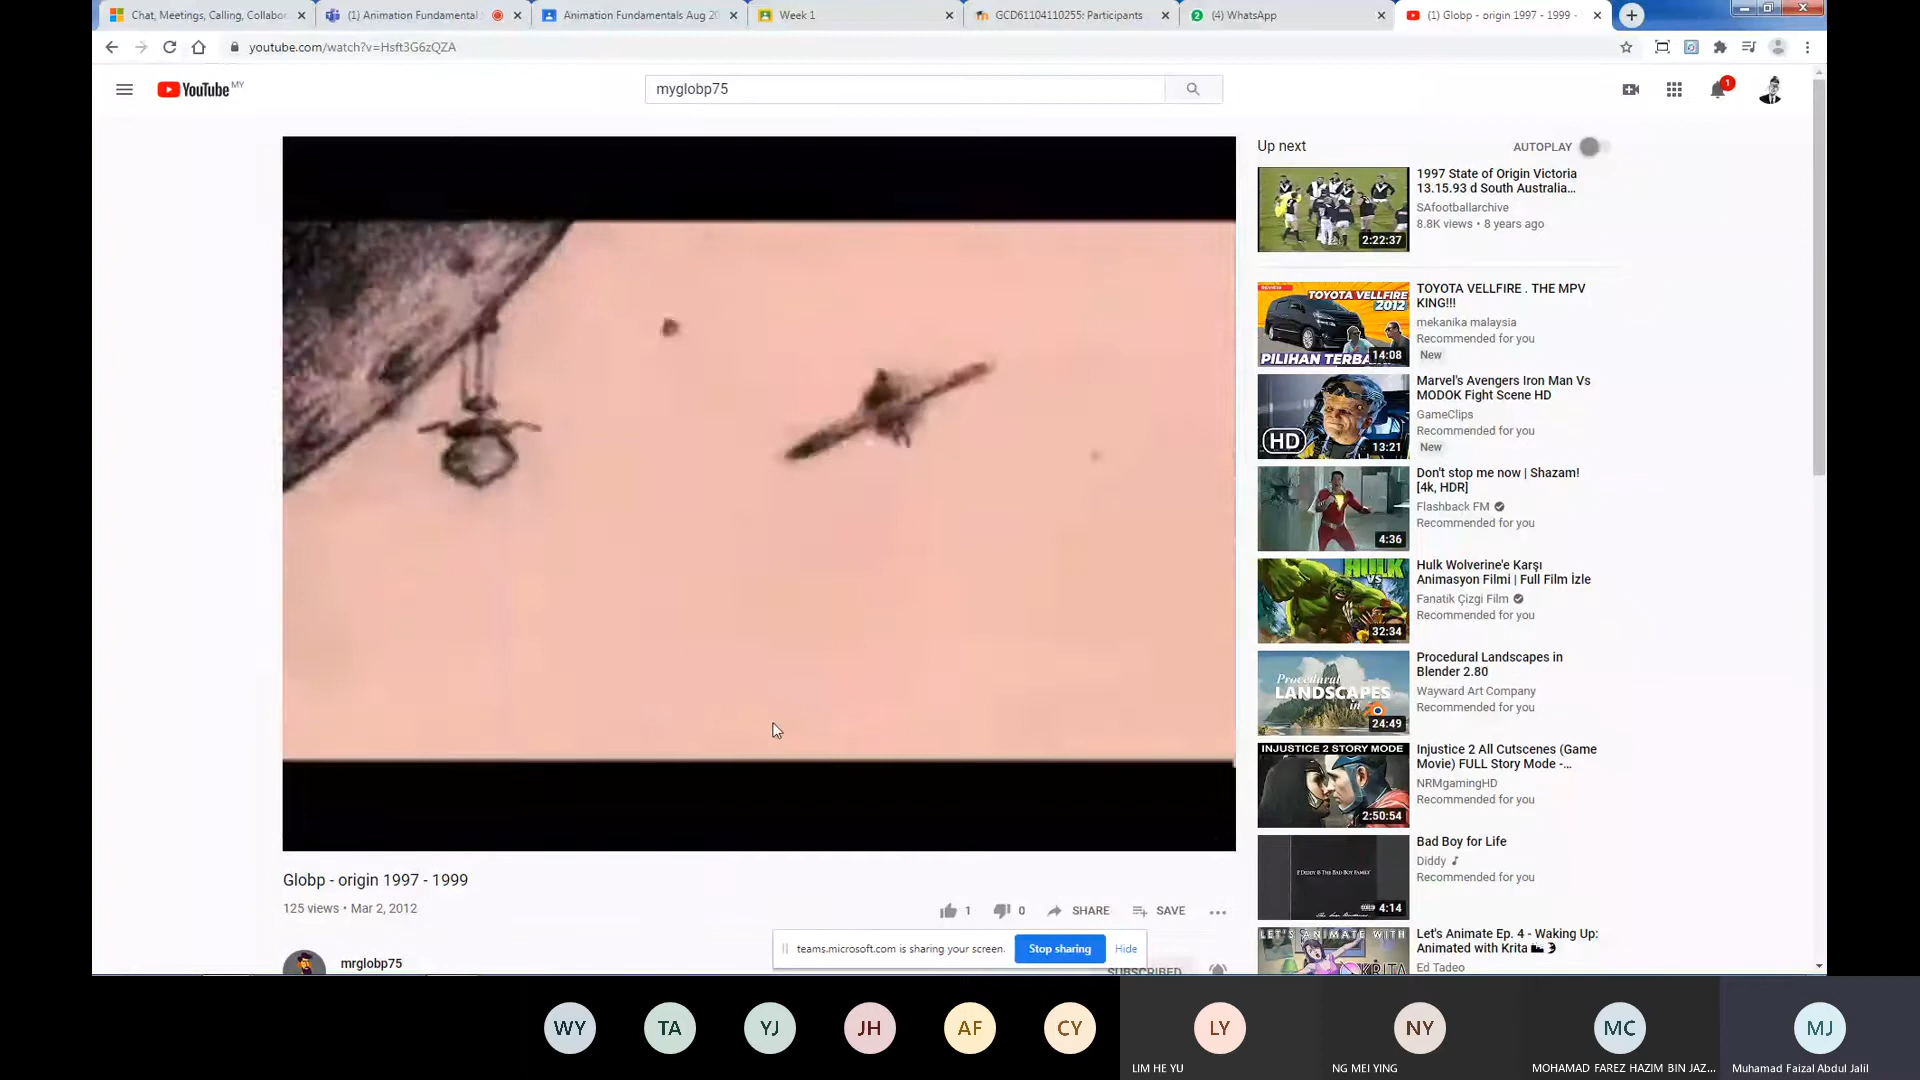 Chat, Meetings, Calling, Collabo
(1) Animation Fundamental
Animation Fundamentals Aug 20
Week 1
GCD61104110255: Participants
(4) WhatsApp
(1) Globp - origin 1997 - 1999 -
youtube.com/watch?v=Hsft3G6zQZA
YouTube MY
myglobp75
1
Up next
AUTOPLAY
1997 State of Origin Victoria
13.15.93 d South Australia...
SAfootballarchive
8.8K views • 8 years ago
2:22:37
TOYOTA VELLFIRE . THE MPV
KING!!!
mekanika malaysia
Recommended for you
New
TOYOTA VELLFIRE
2012
PILIHAN TERBA
14:08
Marvel's Avengers Iron Man Vs
MODOK Fight Scene HD
GameClips
Recommended for you
New
HD
13:21
Don't stop me now | Shazam!
[4k, HDR]
Flashback FM
Recommended for you
4:36
Hulk Wolverine'e Karşı
Animasyon Filmi | Full Film İzle
Fanatik Çizgi Film
Recommended for you
HULK
VS
32:34
Procedural Landscapes in
Blender 2.80
Wayward Art Company
Recommended for you
Procedural
LANDSCAPES
in
24:49
INJUSTICE 2 STORY MODE
Injustice 2 All Cutscenes (Game
Movie) FULL Story Mode -...
NRMgamingHD
Recommended for you
2:50:54
Bad Boy for Life
Diddy
Recommended for you
P. DIDDY & THE BAD BOY FAMILY
4:14
Let's Animate Ep. 4 - Waking Up:
Animated with Krita
Ed Tadeo
LET'S ANIMATE WITH
KRITA
Globp - origin 1997 - 1999
125 views • Mar 2, 2012
1
0
SHARE
SAVE
mrglobp75
SUBSCRIBED
teams.microsoft.com is sharing your screen.
Stop sharing
Hide
WY
TA
YJ
JH
AF
CY
LY
NY
MC
MJ
LIM HE YU
NG MEI YING
MOHAMAD FAREZ HAZIM BIN JAZ...
Muhamad Faizal Abdul Jalil